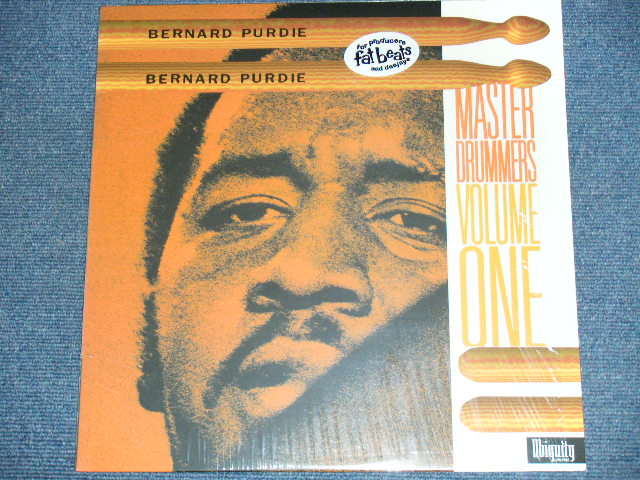 BERNARD PURDIE
for producers
fat beats
and deejays
BERNARD PURDIE
MASTER
DRUMMERS
VOLUME
ONE
Ubiquity